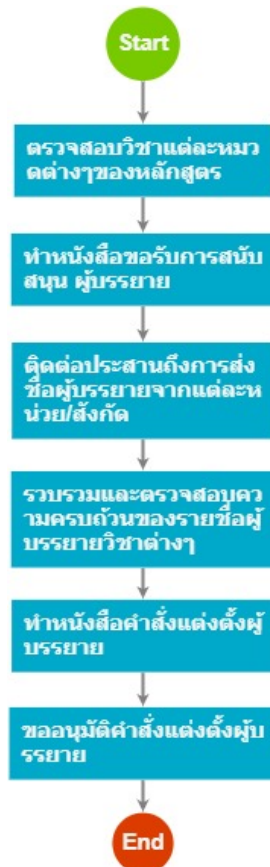 Start
ตรวจสอบวิชาแต่ละหมว
ดต่างๆของหลักสูตร
ทำหนังสือขอรับการสนับ
สนุน ผู้บรรยาย
ติดต่อประสานถึงการส่ง
ชื่อผู้บรรยายจากแต่ละห
น่วย/สังกัด
รวบรวมและตรวจสอบคว
ามครบถ้วนของรายชื่อผู้
บรรยายวิชาต่างๆ
ทำหนังสือคำสั่งแต่งตั้งผู้
บรรยาย
ขออนุมัติคำสั่งแต่งตั้งผู้บ
รรยาย
End